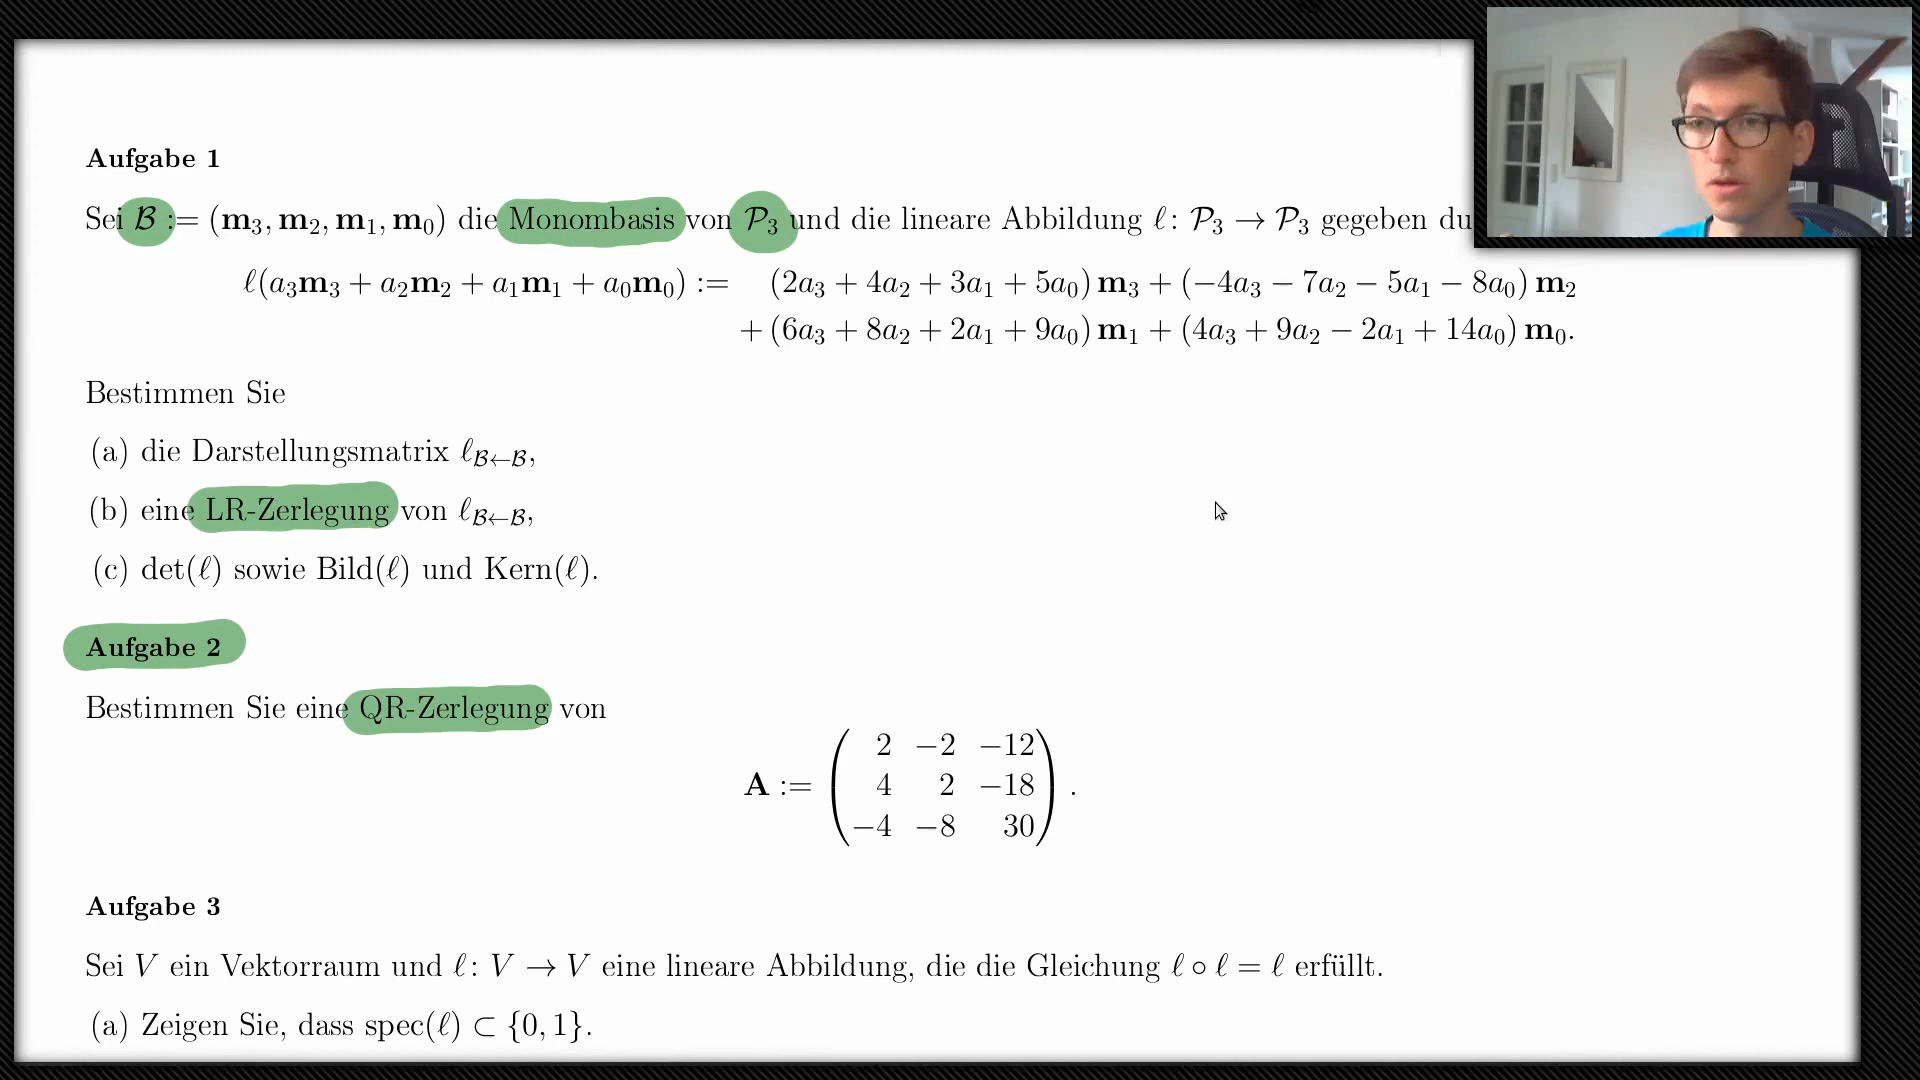 Aufgabe 1
Sei ℬ := (m₃, m₂, m₁, m₀) die Monombasis von 𝒫₃ und die lineare Abbildung ℓ: 𝒫₃ → 𝒫₃ gegeben du
ℓ(a₃m₃ + a₂m₂ + a₁m₁ + a₀m₀) := (2a₃ + 4a₂ + 3a₁ + 5a₀) m₃ + (−4a₃ − 7a₂ − 5a₁ − 8a₀) m₂
+ (6a₃ + 8a₂ + 2a₁ + 9a₀) m₁ + (4a₃ + 9a₂ − 2a₁ + 14a₀) m₀.
Bestimmen Sie
(a) die Darstellungsmatrix ℓ_ℬ←ℬ,
(b) eine LR-Zerlegung von ℓ_ℬ←ℬ,
(c) det(ℓ) sowie Bild(ℓ) und Kern(ℓ).
Aufgabe 2
Bestimmen Sie eine QR-Zerlegung von
2 −2 −12
A := 4 2 −18 .
−4 −8 30
Aufgabe 3
Sei V ein Vektorraum und ℓ: V → V eine lineare Abbildung, die die Gleichung ℓ ∘ ℓ = ℓ erfüllt.
(a) Zeigen Sie, dass spec(ℓ) ⊂ {0, 1}.